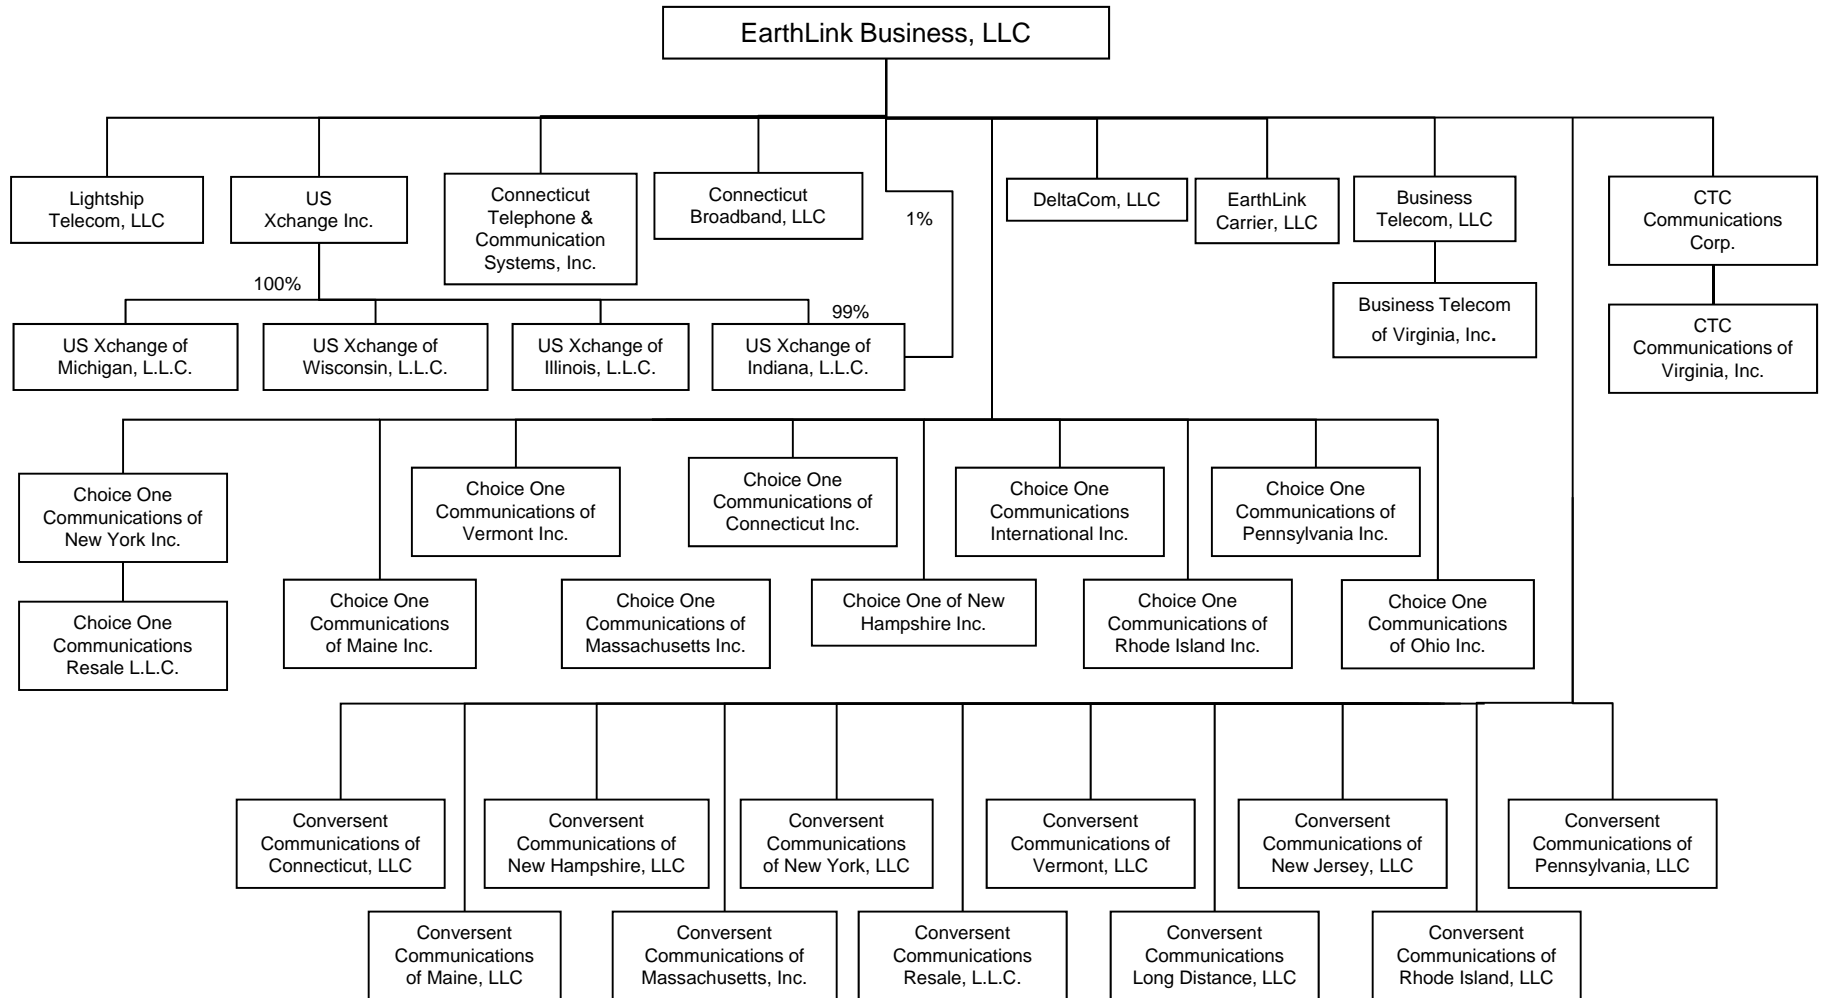 EarthLink Business, LLC
Lightship
Telecom, LLC
US
Xchange Inc.
Connecticut
Telephone &
Communication
Systems, Inc.
Connecticut
Broadband, LLC
1%
DeltaCom, LLC
EarthLink
Carrier, LLC
Business
Telecom, LLC
CTC
Communications
Corp.
100%
99%
US Xchange of
Michigan, L.L.C.
US Xchange of
Wisconsin, L.L.C.
US Xchange of
Illinois, L.L.C.
US Xchange of
Indiana, L.L.C.
Business Telecom
of Virginia, Inc.
CTC
Communications of
Virginia, Inc.
Choice One
Communications of
New York Inc.
Choice One
Communications of
Vermont Inc.
Choice One
Communications of
Connecticut Inc.
Choice One
Communications
International Inc.
Choice One
Communications of
Pennsylvania Inc.
Choice One
Communications
Resale L.L.C.
Choice One
Communications
of Maine Inc.
Choice One
Communications of
Massachusetts Inc.
Choice One of New
Hampshire Inc.
Choice One
Communications of
Rhode Island Inc.
Choice One
Communications
of Ohio Inc.
Conversent
Communications of
Connecticut, LLC
Conversent
Communications of
New Hampshire, LLC
Conversent
Communications
of New York, LLC
Conversent
Communications of
Vermont, LLC
Conversent
Communications of
New Jersey, LLC
Conversent
Communications of
Pennsylvania, LLC
Conversent
Communications
of Maine, LLC
Conversent
Communications of
Massachusetts, Inc.
Conversent
Communications
Resale, L.L.C.
Conversent
Communications
Long Distance, LLC
Conversent
Communications of
Rhode Island, LLC